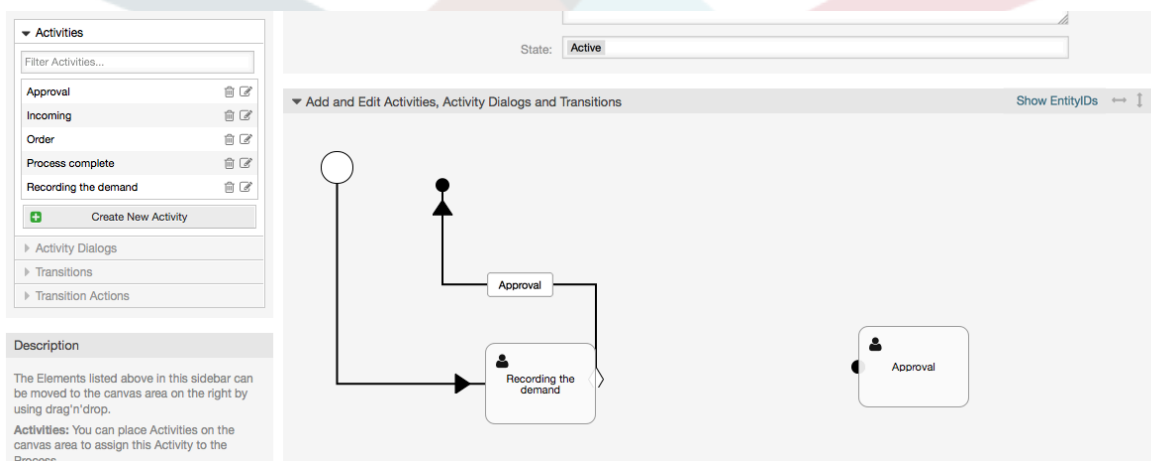 Activities
Filter Activities...
Approval
Incoming
Order
Process complete
Recording the demand
Create New Activity
Activity Dialogs
Transitions
Transition Actions
Description
The Elements listed above in this sidebar can
be moved to the canvas area on the right by
using drag'n'drop.
Activities: You can place Activities on the
canvas area to assign this Activity to the
Process.
State:
Active
Add and Edit Activities, Activity Dialogs and Transitions
Show EntityIDs
Approval
Recording the
demand
Approval